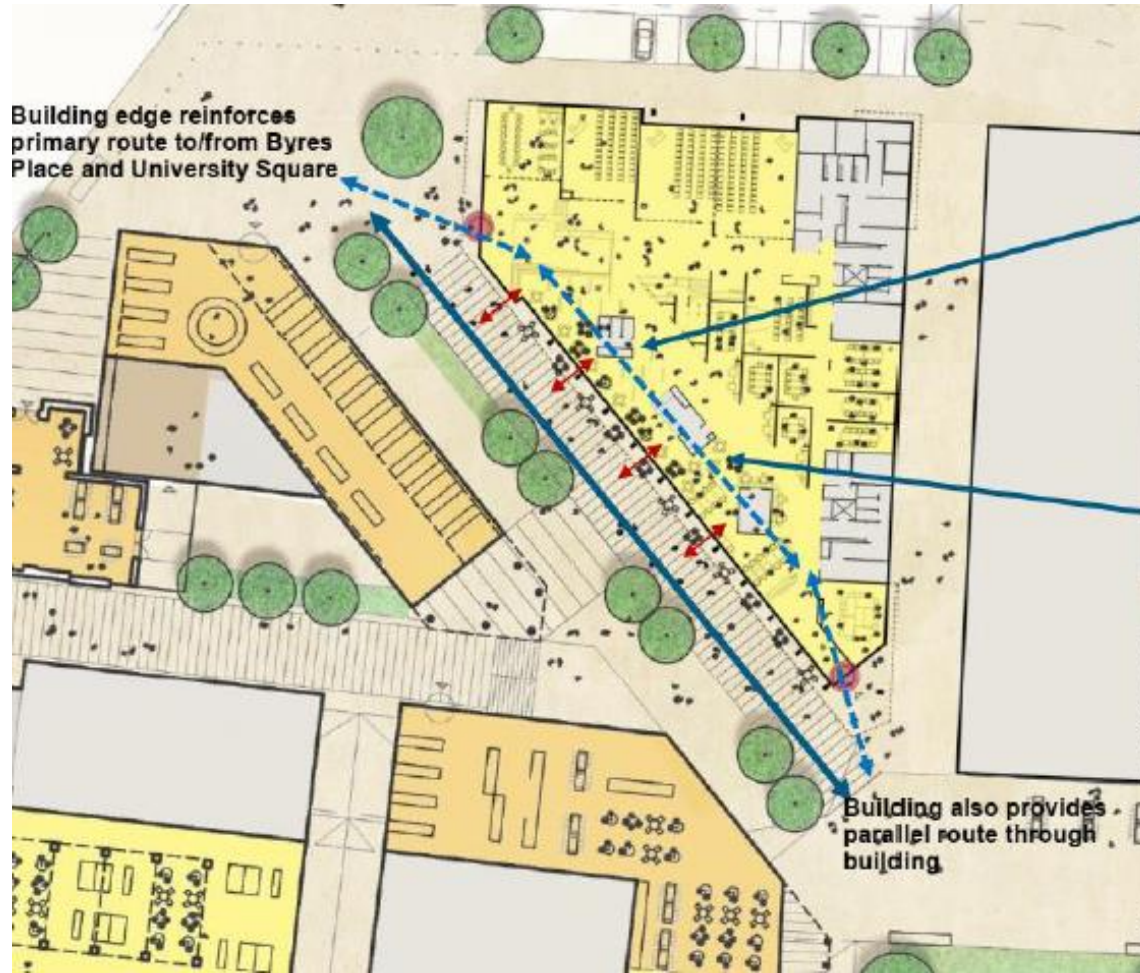 Building edge reinforces
primary route to/from Byres
Place and University Square
Building also provides
parallel route through
building